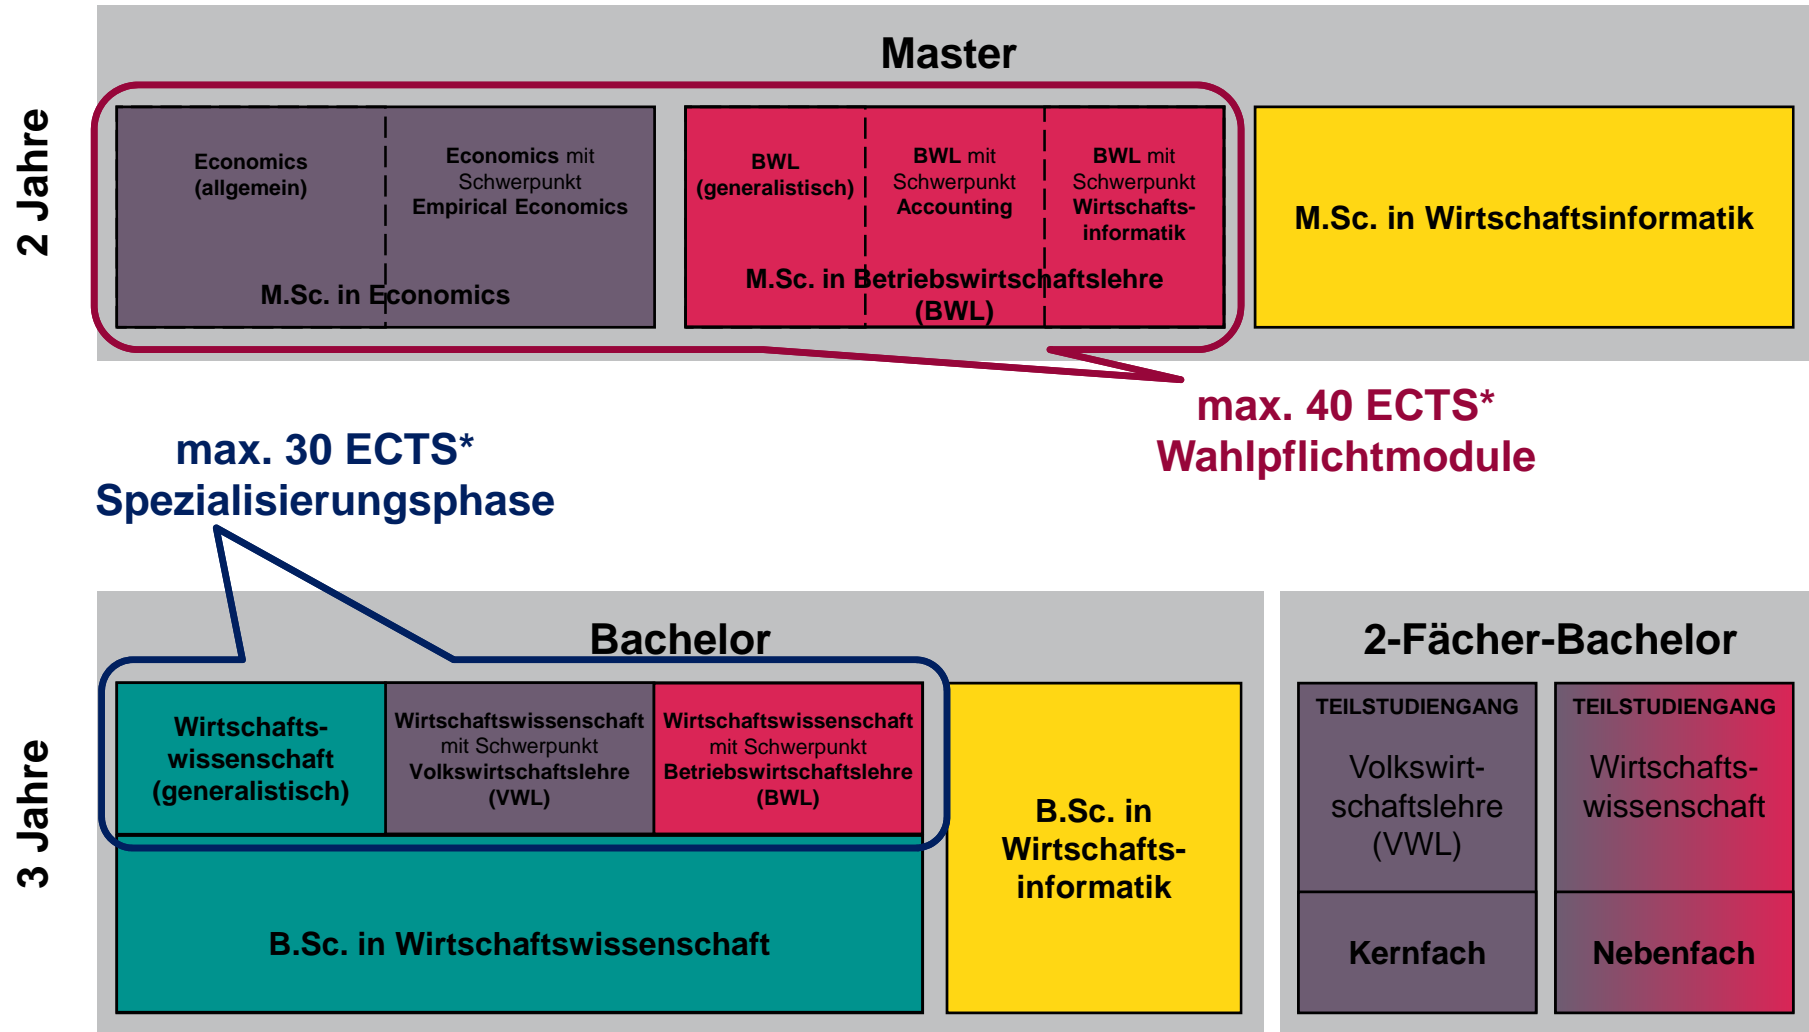 Master
2 Jahre
Economics
(allgemein)
Economics mit
Schwerpunkt
Empirical Economics
M.Sc. in Economics
BWL
(generalistisch)
BWL mit
Schwerpunkt
Accounting
BWL mit
Schwerpunkt
Wirtschafts-
informatik
M.Sc. in Betriebswirtschaftslehre
(BWL)
M.Sc. in Wirtschaftsinformatik
max. 40 ECTS*
Wahlpflichtmodule
max. 30 ECTS*
Spezialisierungsphase
3 Jahre
Bachelor
Wirtschafts-
wissenschaft
(generalistisch)
Wirtschaftswissenschaft
mit Schwerpunkt
Volkswirtschaftslehre
(VWL)
Wirtschaftswissenschaft
mit Schwerpunkt
Betriebswirtschaftslehre
(BWL)
B.Sc. in Wirtschaftswissenschaft
B.Sc. in
Wirtschafts-
informatik
2-Fächer-Bachelor
TEILSTUDIENGANG
Volkswirt-
schaftslehre
(VWL)
Kernfach
TEILSTUDIENGANG
Wirtschafts-
wissenschaft
Nebenfach